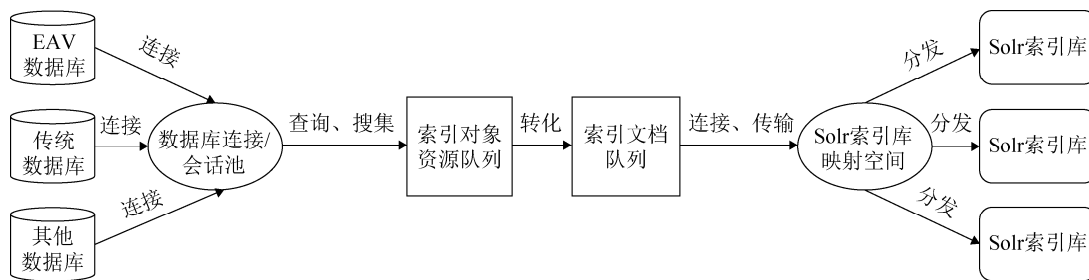 EAV
数据库
连接
传统
数据库
连接
其他
数据库
连接
数据库连接/
会话池
查询、搜集
索引对象
资源队列
转化
索引文档
队列
连接、传输
Solr索引库
映射空间
分发
Solr索引库
分发
Solr索引库
分发
Solr索引库